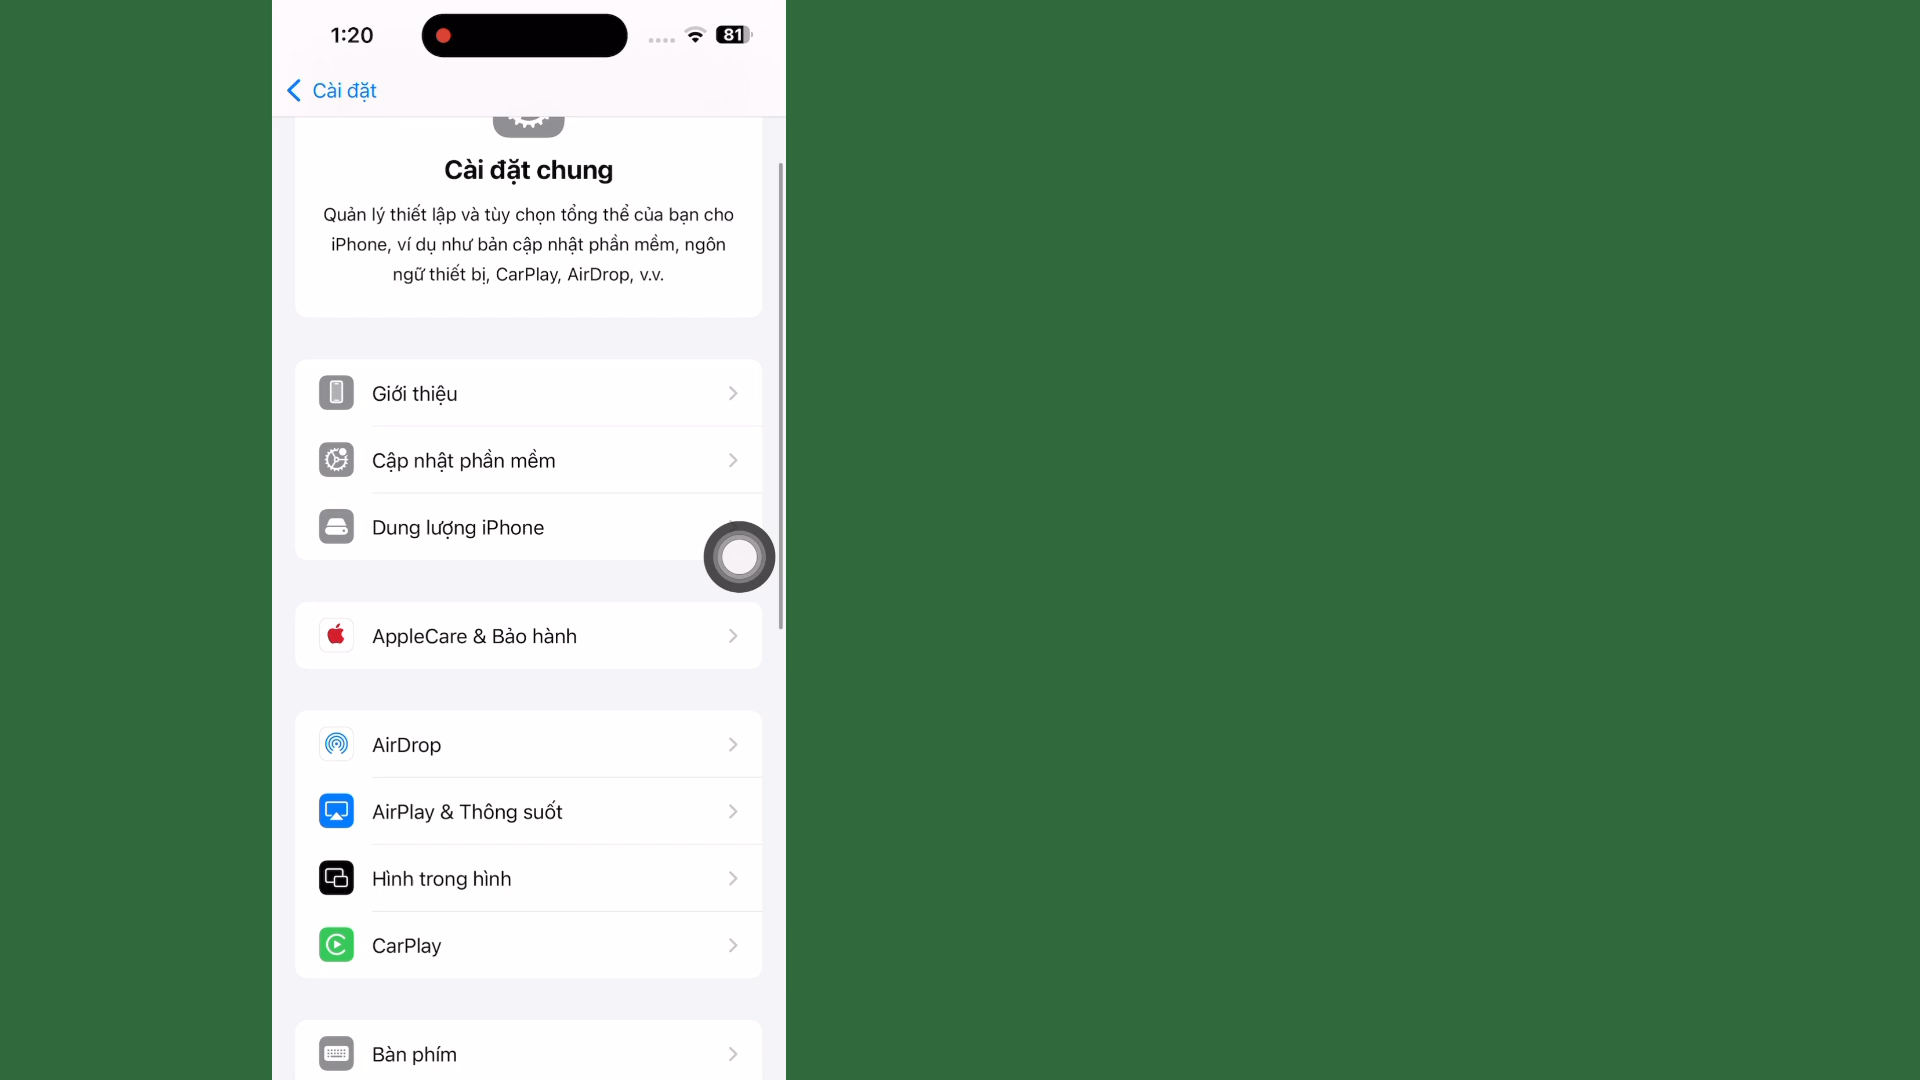 1:20
81
Cài đặt
Cài đặt chung
Quản lý thiết lập và tùy chọn tổng thể của bạn cho
iPhone, ví dụ như bản cập nhật phần mềm, ngôn
ngữ thiết bị, CarPlay, AirDrop, v.v.
Giới thiệu
Cập nhật phần mềm
Dung lượng iPhone
AppleCare & Bảo hành
AirDrop
AirPlay & Thông suốt
Hình trong hình
CarPlay
Bàn phím